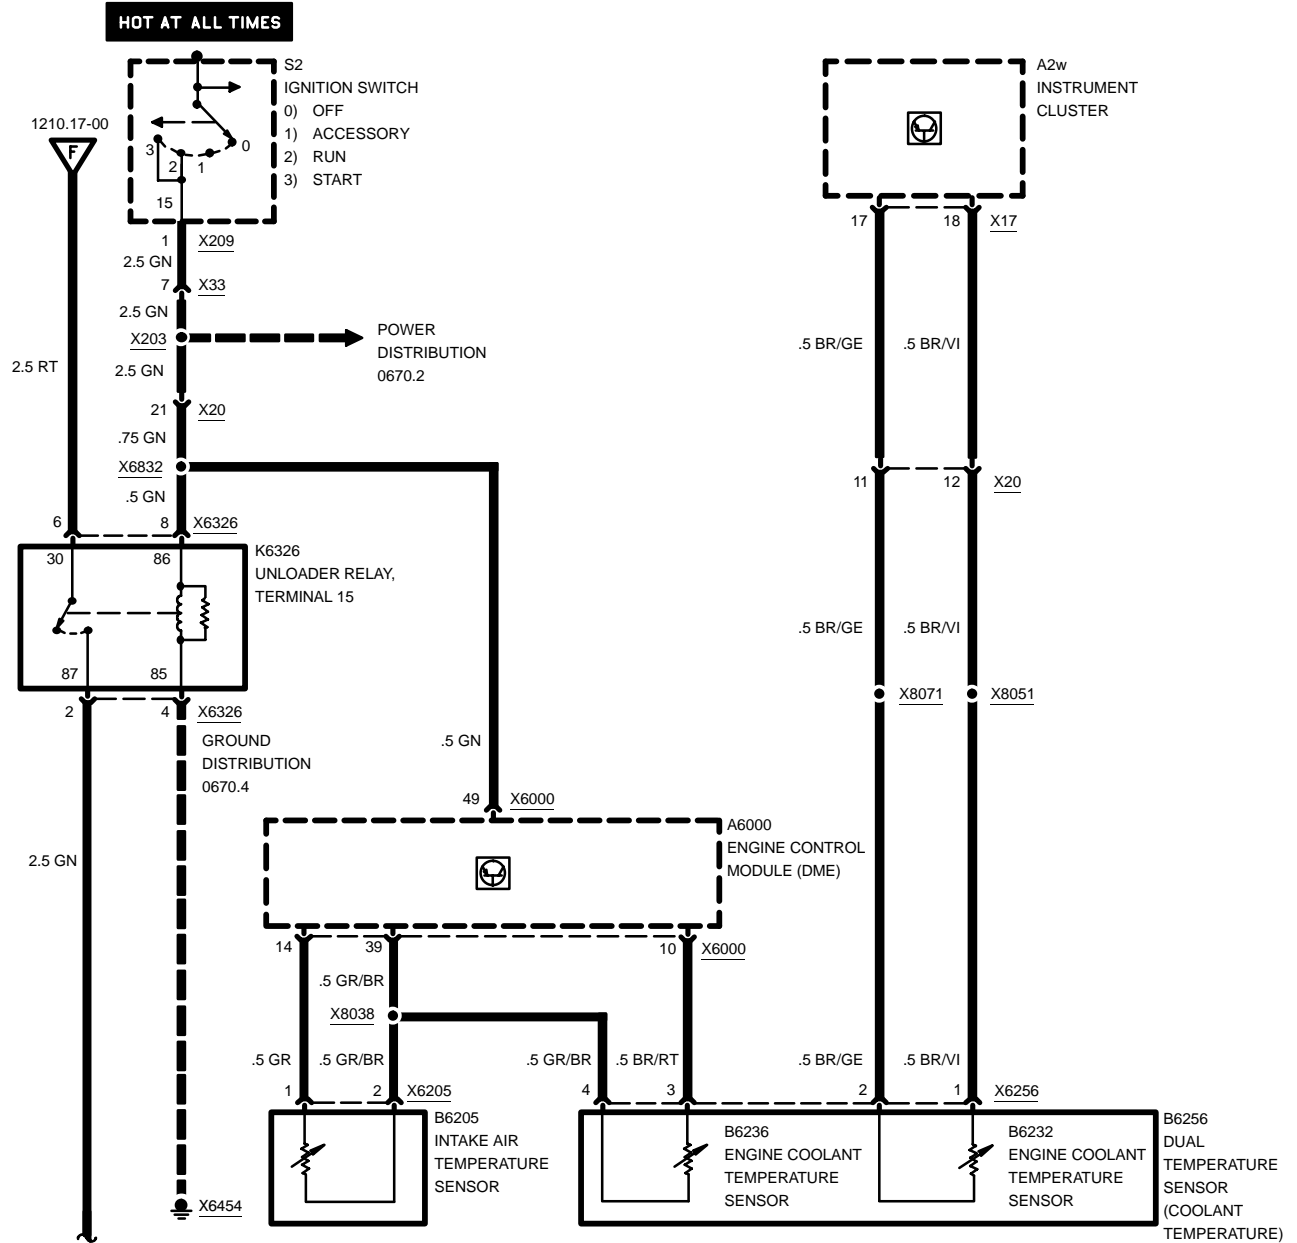 HOT AT ALL TIMES
S2
IGNITION SWITCH
0) OFF
1) ACCESSORY
2) RUN
3) START
0
1
2
3
15
1210.17-00
F
A2w
INSTRUMENT
CLUSTER
1 X209
2.5 GN
7 X33
2.5 GN
X203
POWER
DISTRIBUTION
0670.2
2.5 GN
2.5 RT
21 X20
.75 GN
X6832
.5 GN
17 18 X17
.5 BR/GE .5 BR/VI
11 12 X20
6 8 X6326
30 86
K6326
UNLOADER RELAY,
TERMINAL 15
87 85
2 4 X6326
GROUND
DISTRIBUTION
0670.4
.5 BR/GE .5 BR/VI
X8071 X8051
.5 GN
49 X6000
2.5 GN
A6000
ENGINE CONTROL
MODULE (DME)
14 39 10 X6000
.5 GR/BR
X8038
.5 GR .5 GR/BR .5 GR/BR .5 BR/RT .5 BR/GE .5 BR/VI
1 2 X6205 4 3 2 1 X6256
B6205
INTAKE AIR
TEMPERATURE
SENSOR
B6236
ENGINE COOLANT
TEMPERATURE
SENSOR
B6232
ENGINE COOLANT
TEMPERATURE
SENSOR
B6256
DUAL
TEMPERATURE
SENSOR
(COOLANT
TEMPERATURE)
X6454